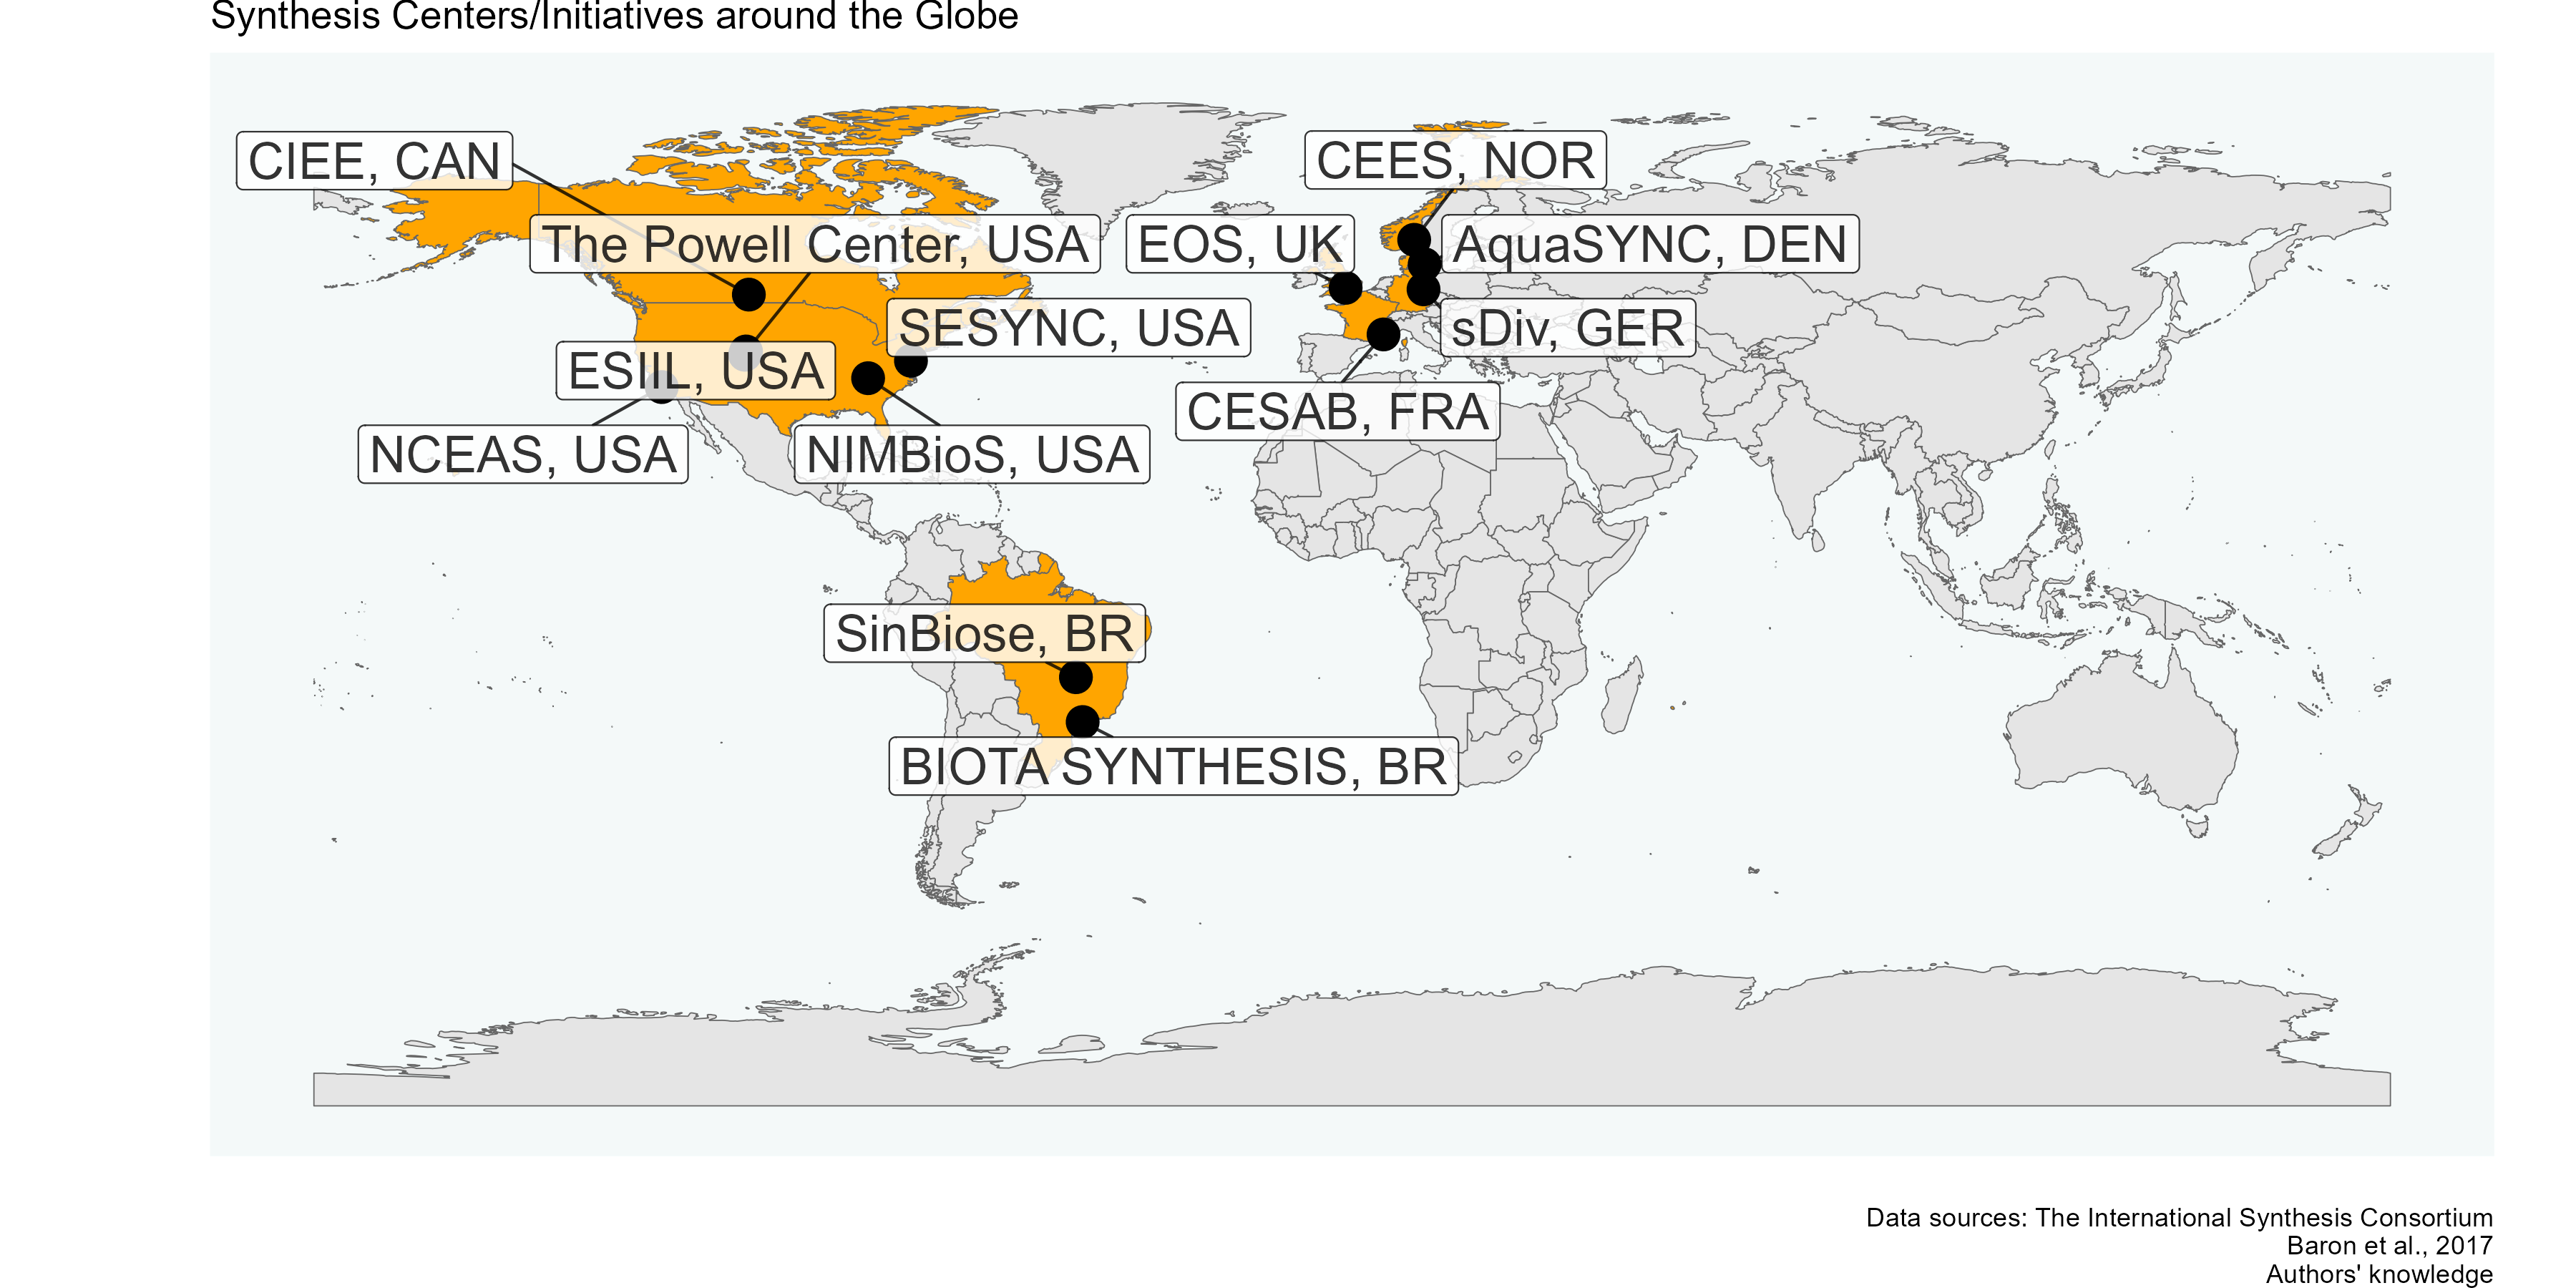 Synthesis Centers/Initiatives around the Globe
CIEE, CAN
CEES, NOR
The Powell Center, USA
EOS, UK
AquaSYNC, DEN
SESYNC, USA
sDiv, GER
ESIIL, USA
CESAB, FRA
NCEAS, USA
NIMBioS, USA
SinBiose, BR
BIOTA SYNTHESIS, BR
Data sources: The International Synthesis Consortium
Baron et al., 2017
Authors' knowledge